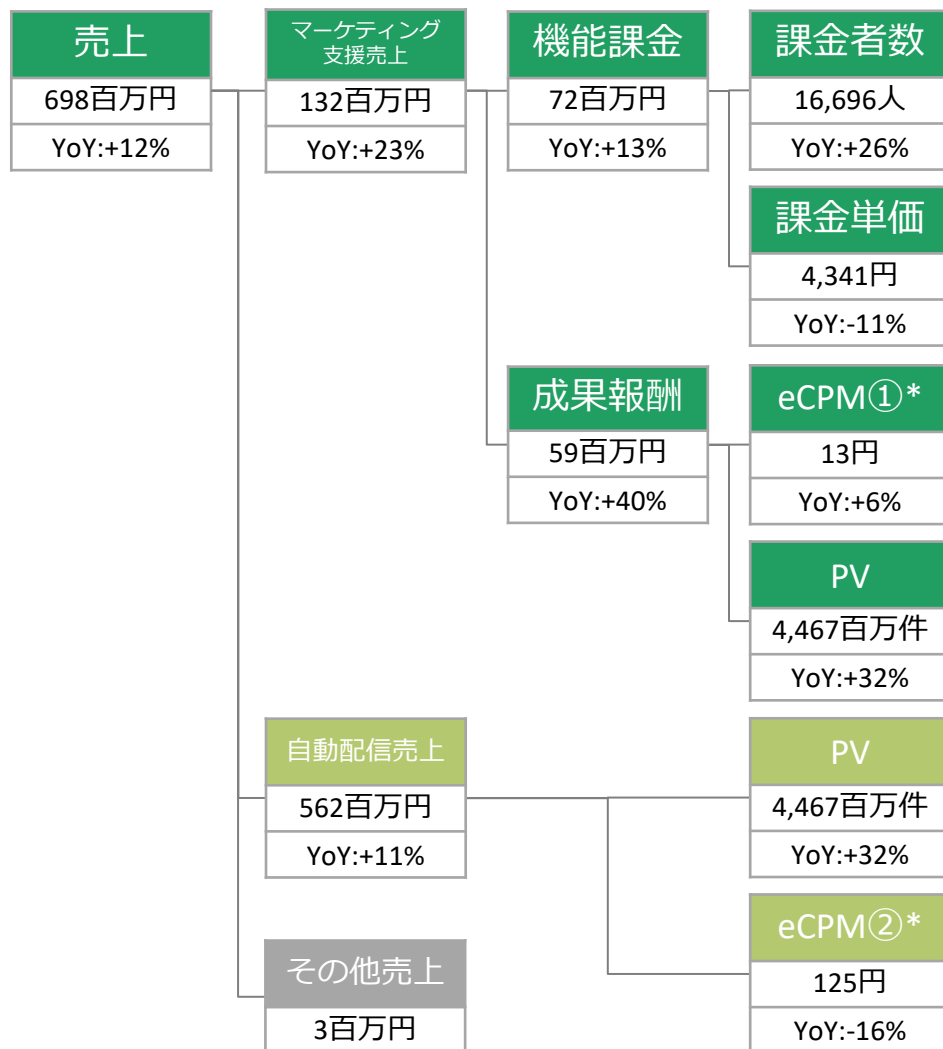 売上
698百万円
YoY:+12%
マーケティング
支援売上
132百万円
YoY:+23%
機能課金
72百万円
YoY:+13%
課金者数
16,696人
YoY:+26%
課金単価
4,341円
YoY:-11%
成果報酬
59百万円
YoY:+40%
eCPM①*
13円
YoY:+6%
PV
4,467百万件
YoY:+32%
自動配信売上
562百万円
YoY:+11%
PV
4,467百万件
YoY:+32%
eCPM②*
125円
YoY:-16%
その他売上
3百万円